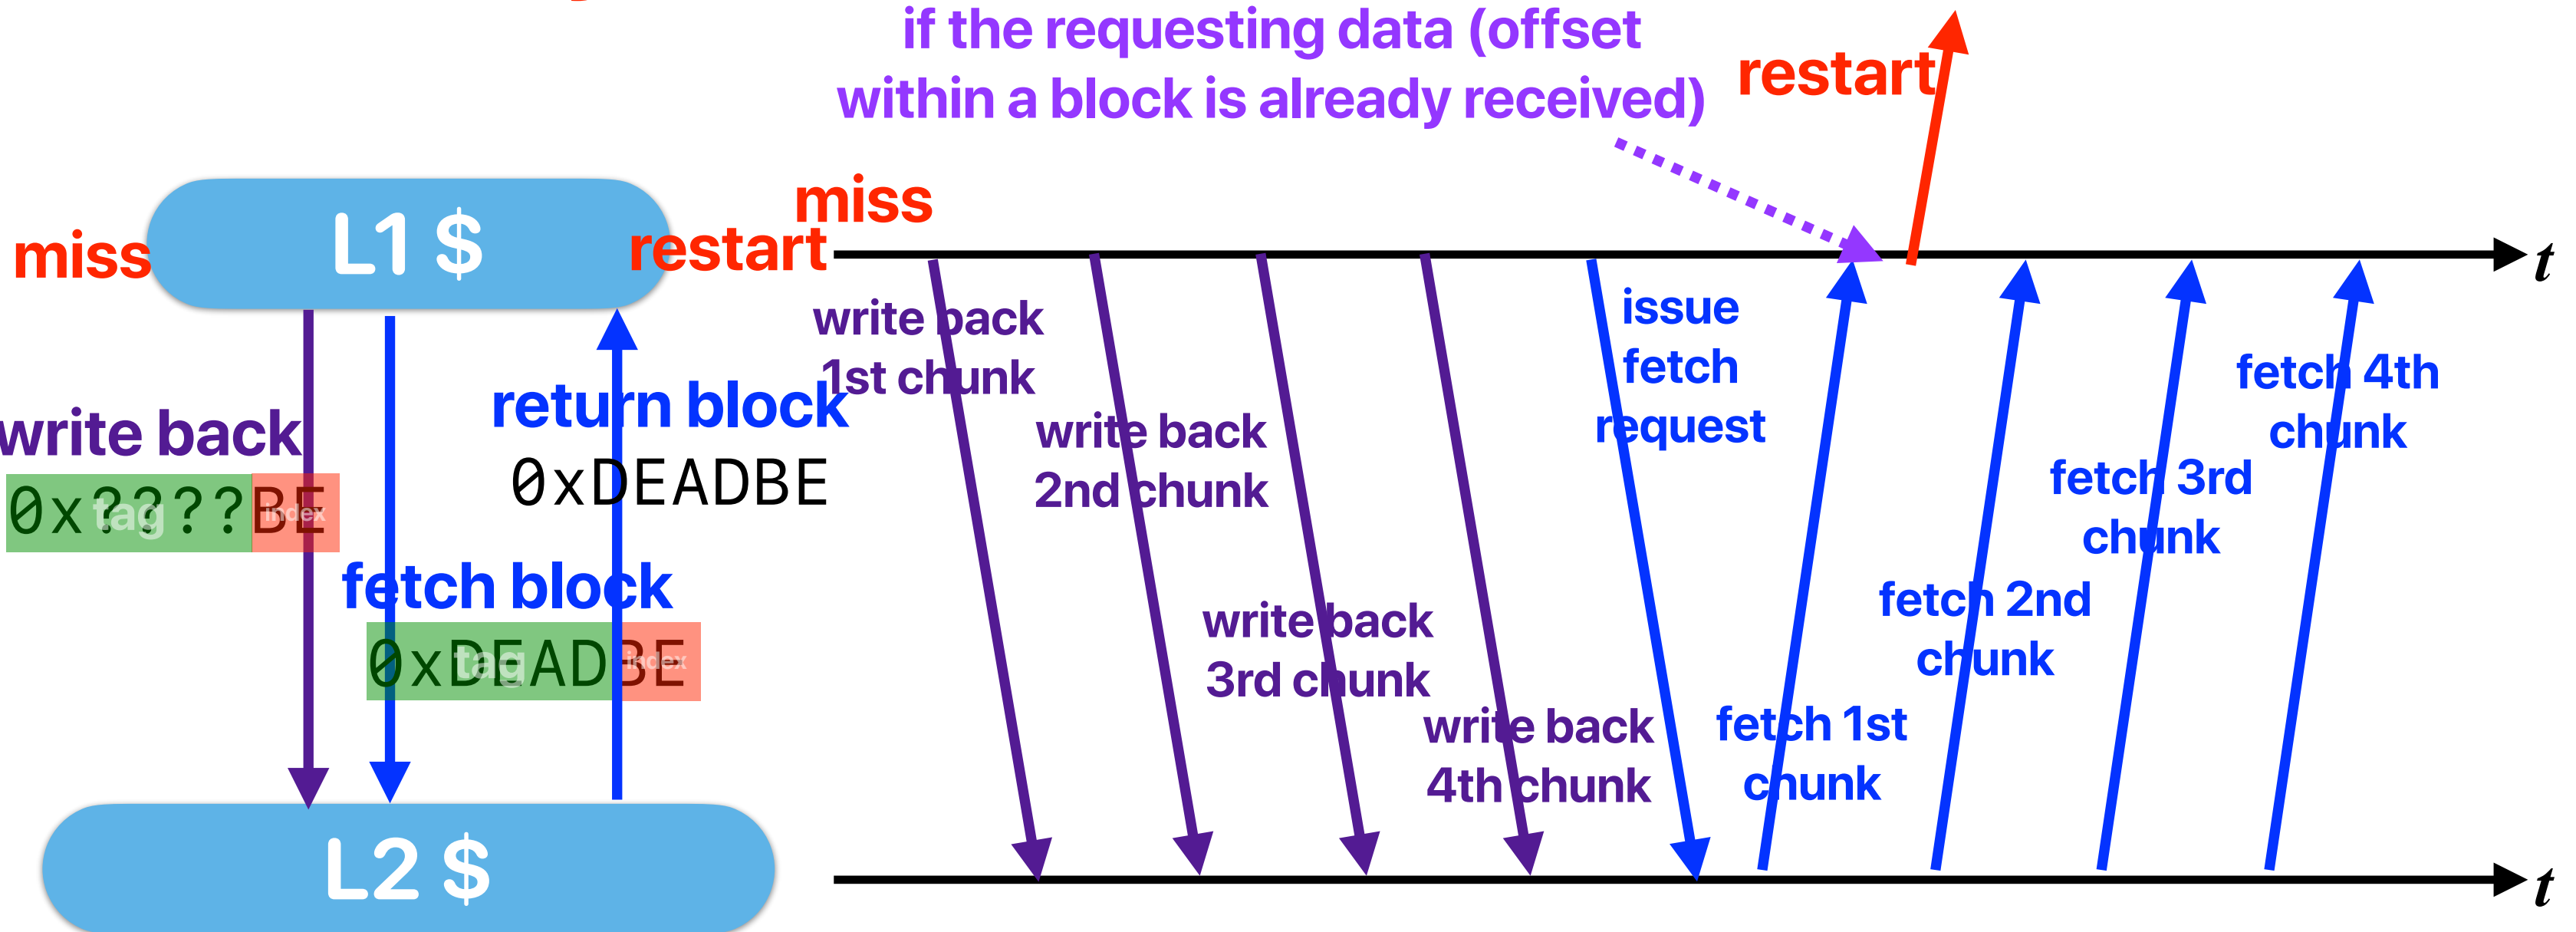 if the requesting data (offset
within a block is already received)
restart
miss
L1 $
miss
restart
t
write back
1st chunk
issue
fetch
request
fetch 4th
chunk
return block
write back
write back
2nd chunk
0xDEADBE
fetch 3rd
chunk
0x????BE
tag
index
fetch block
0xDEADBE
tag
index
write back
3rd chunk
fetch 2nd
chunk
write back
4th chunk
fetch 1st
chunk
L2 $
t